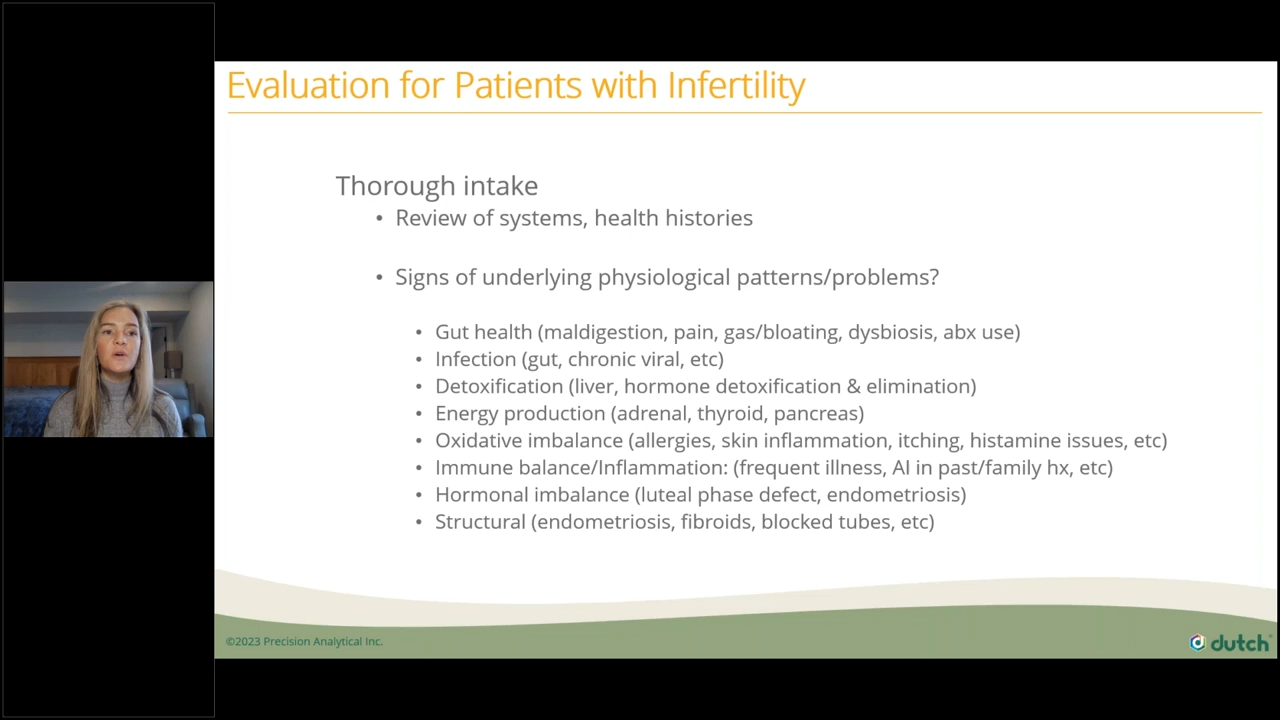 Evaluation for Patients with Infertility
Thorough intake
• Review of systems, health histories
• Signs of underlying physiological patterns/problems?
• Gut health (maldigestion, pain, gas/bloating, dysbiosis, abx use)
• Infection (gut, chronic viral, etc)
• Detoxification (liver, hormone detoxification & elimination)
• Energy production (adrenal, thyroid, pancreas)
• Oxidative imbalance (allergies, skin inflammation, itching, histamine issues, etc)
• Immune balance/Inflammation: (frequent illness, AI in past/family hx, etc)
• Hormonal imbalance (luteal phase defect, endometriosis)
• Structural (endometriosis, fibroids, blocked tubes, etc)
©2023 Precision Analytical Inc.
dutch